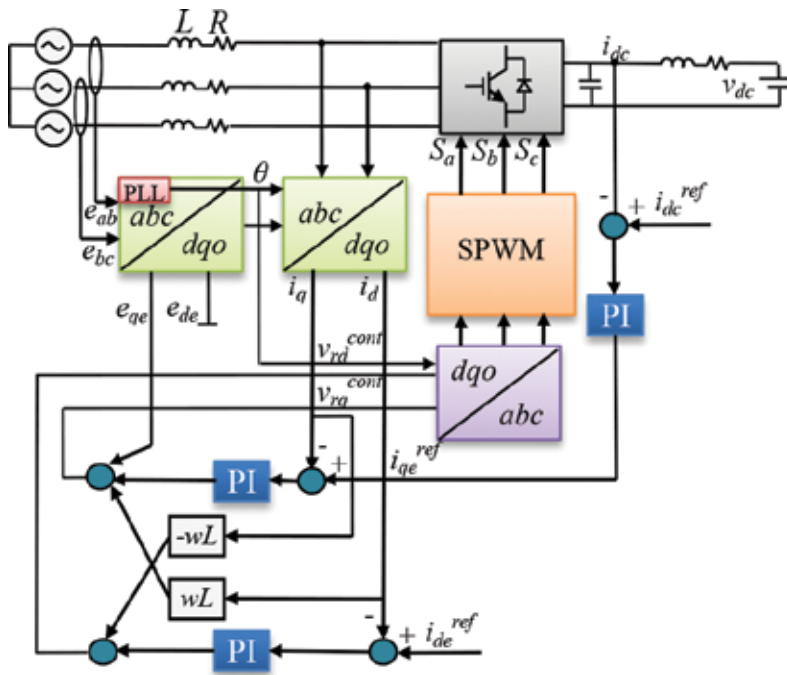 L R
i_dc
v_dc
S_a S_b S_c
PLL
θ
e_ab
abc
dqo
abc
dqo
e_bc
SPWM
- + i_dc^ref
PI
e_qe e_de
i_q i_d
v_rd^cont
dqo
abc
v_rq^cont
- +
i_qe^ref
PI
-wL
wL
-
PI
+ i_de^ref